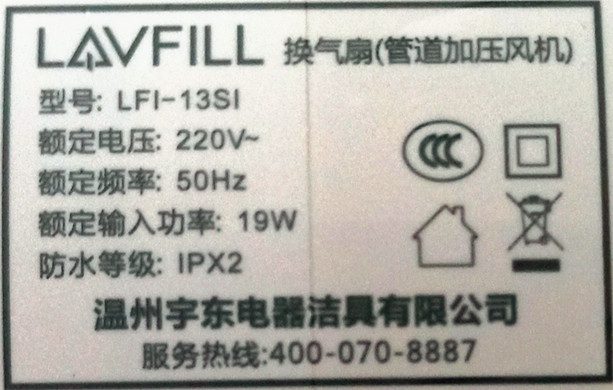 LAVFILL 换气扇(管道加压风机)
型号: LFI-13SI
额定电压: 220V~
额定频率: 50Hz
额定输入功率: 19W
防水等级: IPX2
CCC
温州宇东电器洁具有限公司
服务热线:400-070-8887